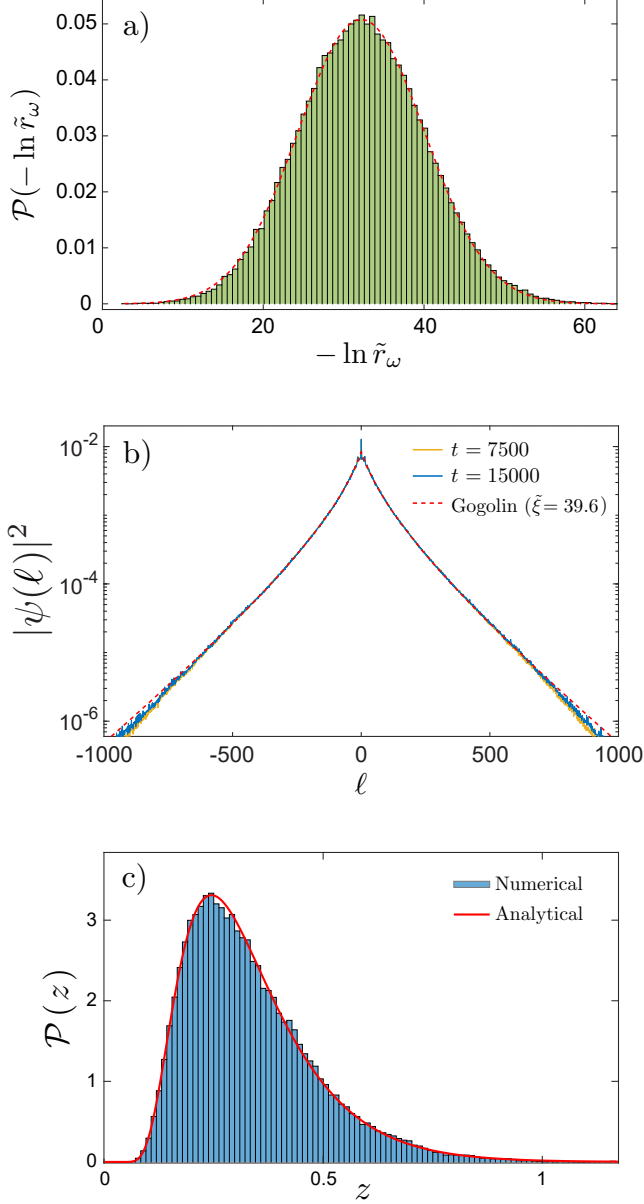 a)
0.05
0.04
0.03
0.02
0.01
0
0 20 40 60
𝒫(− ln r̃_ω)
− ln r̃_ω
b)
10^-2
10^-4
10^-6
t = 7500
t = 15000
Gogolin (ξ̃ = 39.6)
|ψ(ℓ)|^2
-1000 -500 0 500 1000
ℓ
c)
3
2
1
0
Numerical
Analytical
𝒫(z)
0 0.5 1
z